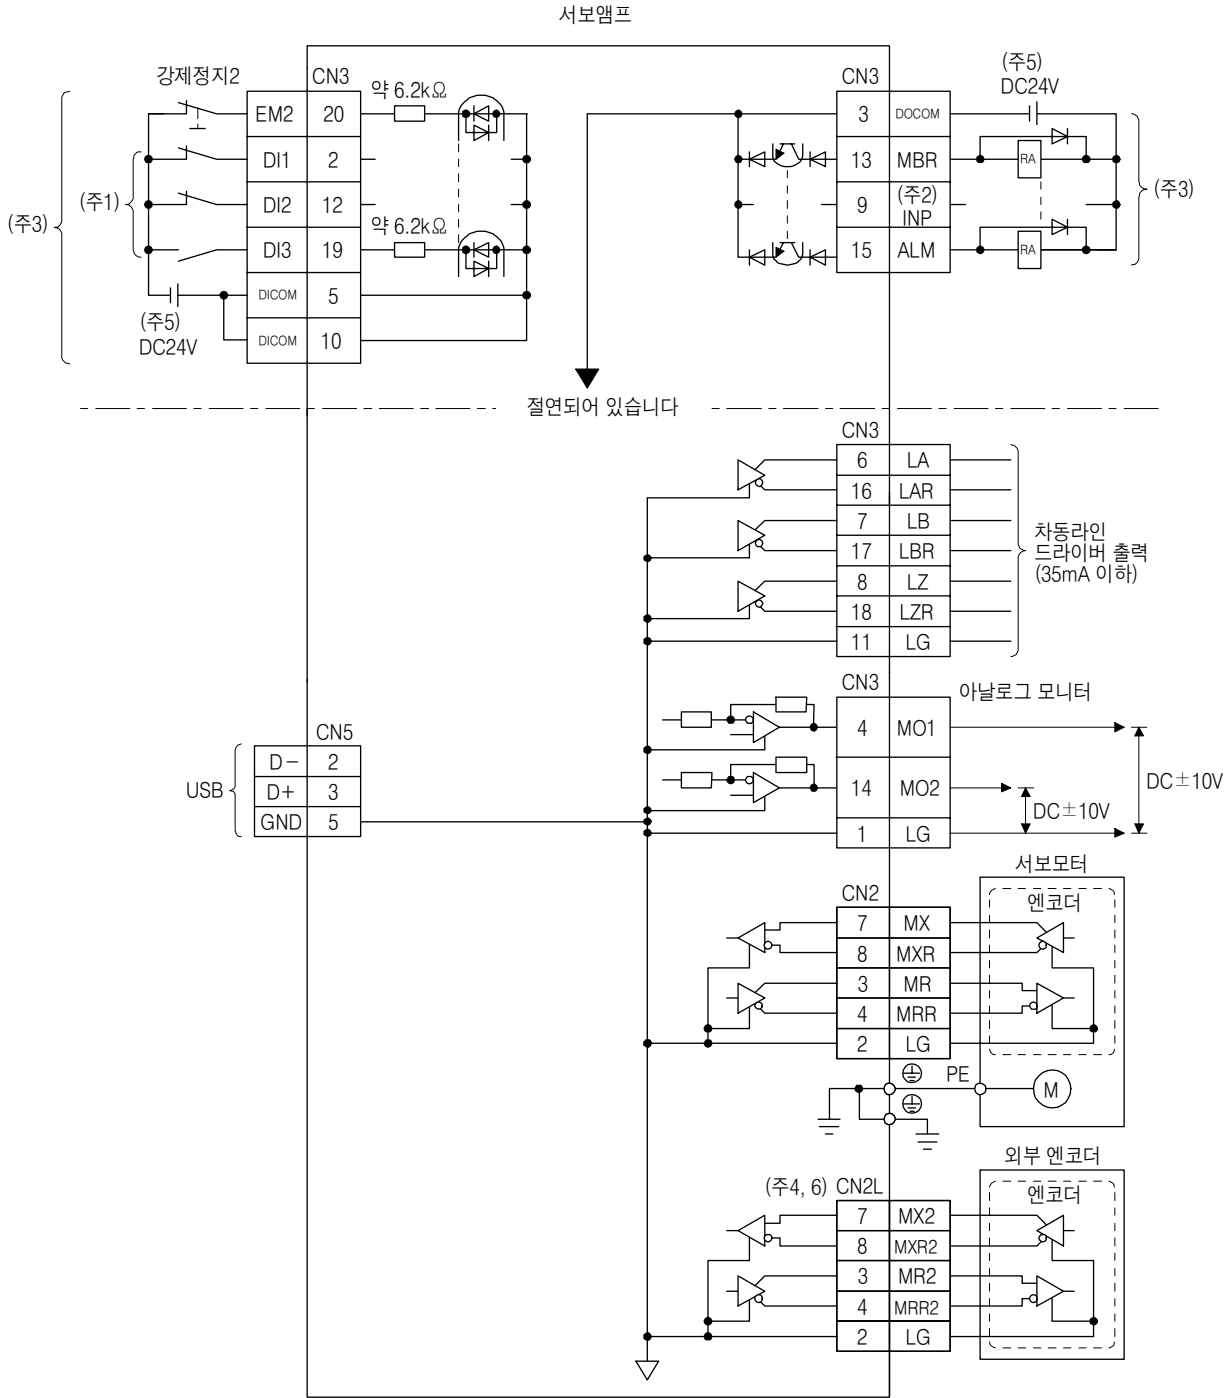 서보앰프
강제정지2
CN3
EM2 20 약 6.2kΩ
DI1 2
DI2 12
DI3 19 약 6.2kΩ
DICOM 5
DICOM 10
(주1)
(주3)
(주5)
DC24V
CN3
(주5)
DC24V
3 DOCOM
13 MBR RA
9 (주2)
INP
15 ALM RA
(주3)
절연되어 있습니다
CN3
6 LA
16 LAR
7 LB
17 LBR
8 LZ
18 LZR
11 LG
차동라인
드라이버 출력
(35mA 이하)
CN3
아날로그 모니터
4 MO1
14 MO2
1 LG
DC±10V
DC±10V
CN5
USB
D− 2
D+ 3
GND 5
서보모터
엔코더
CN2
7 MX
8 MXR
3 MR
4 MRR
2 LG
PE
M
외부 엔코더
엔코더
(주4, 6) CN2L
7 MX2
8 MXR2
3 MR2
4 MRR2
2 LG